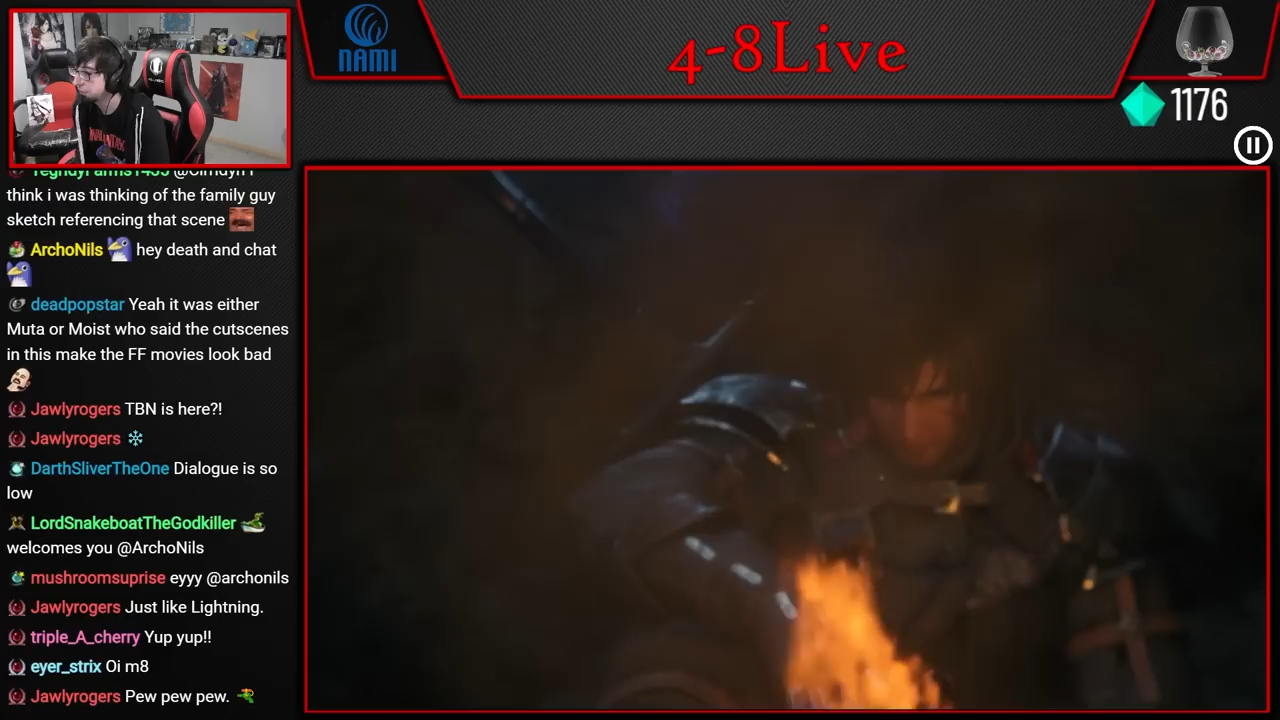 NAMI
4-8Live
1176
think i was thinking of the family guy
sketch referencing that scene
ArchoNils hey death and chat
deadpopstar Yeah it was either
Muta or Moist who said the cutscenes
in this make the FF movies look bad
Jawlyrogers TBN is here?!
Jawlyrogers
DarthSliverTheOne Dialogue is so
low
LordSnakeboatTheGodkiller
welcomes you @ArchoNils
mushroomsuprise eyyy @archonils
Jawlyrogers Just like Lightning.
triple_A_cherry Yup yup!!
eyer_strix Oi m8
Jawlyrogers Pew pew pew.